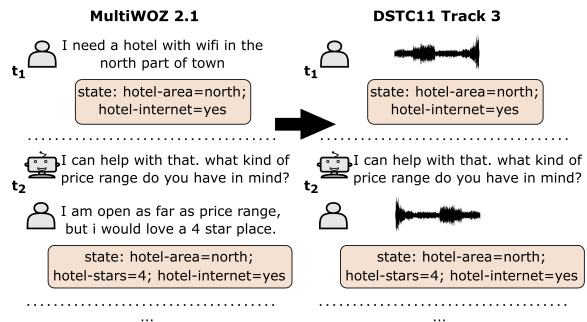 MultiWOZ 2.1
I need a hotel with wifi in the
north part of town
t1
state: hotel-area=north;
hotel-internet=yes
I can help with that. what kind of
price range do you have in mind?
t2
I am open as far as price range,
but i would love a 4 star place.
state: hotel-area=north;
hotel-stars=4; hotel-internet=yes
...
DSTC11 Track 3
t1
state: hotel-area=north;
hotel-internet=yes
I can help with that. what kind of
price range do you have in mind?
t2
state: hotel-area=north;
hotel-stars=4; hotel-internet=yes
...